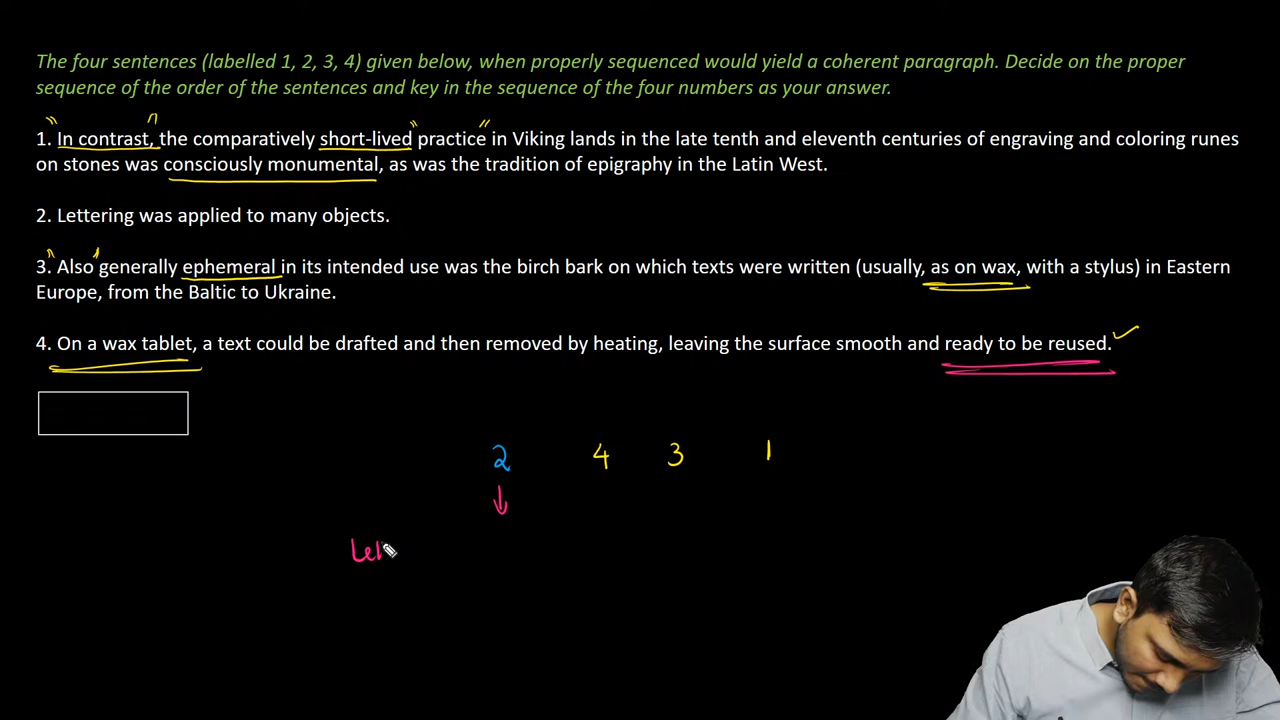 The four sentences (labelled 1, 2, 3, 4) given below, when properly sequenced would yield a coherent paragraph. Decide on the proper
sequence of the order of the sentences and key in the sequence of the four numbers as your answer.
1. In contrast, the comparatively short-lived practice in Viking lands in the late tenth and eleventh centuries of engraving and coloring runes
on stones was consciously monumental, as was the tradition of epigraphy in the Latin West.
2. Lettering was applied to many objects.
3. Also generally ephemeral in its intended use was the birch bark on which texts were written (usually, as on wax, with a stylus) in Eastern
Europe, from the Baltic to Ukraine.
4. On a wax tablet, a text could be drafted and then removed by heating, leaving the surface smooth and ready to be reused.
2 4 3 1